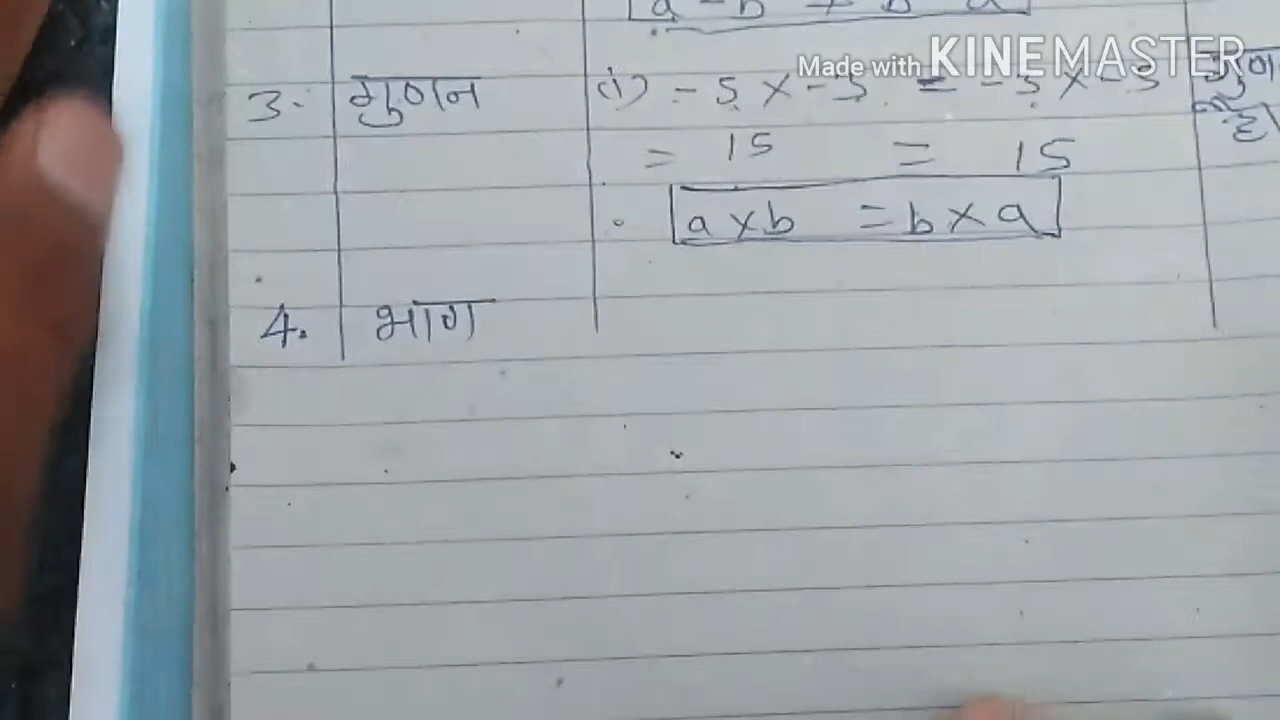 a - b ≠ b - a
Made with KINEMASTER
3. गुणन (i) - 5 × - 3 = - 3 × - 5 गुण
= 15 = 15
a × b = b × a
4. भाग